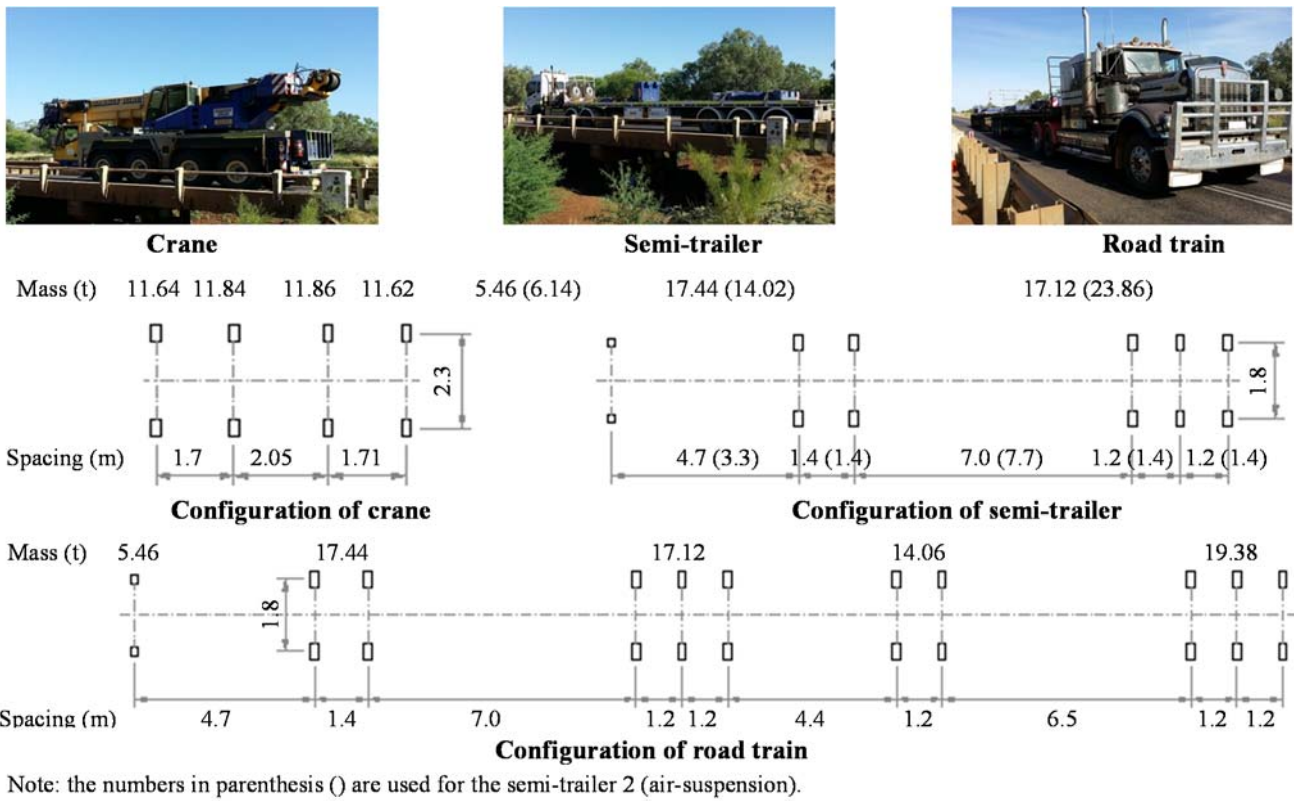 Crane Semi-trailer Road train
Mass (t) 11.64 11.84 11.86 11.62 5.46 (6.14) 17.44 (14.02) 17.12 (23.86)
2.3
1.8
Spacing (m) 1.7 2.05 1.71 4.7 (3.3) 1.4 (1.4) 7.0 (7.7) 1.2 (1.4) 1.2 (1.4)
Configuration of crane Configuration of semi-trailer
Mass (t) 5.46 17.44 17.12 14.06 19.38
1.8
Spacing (m) 4.7 1.4 7.0 1.2 1.2 4.4 1.2 6.5 1.2 1.2
Configuration of road train
Note: the numbers in parenthesis () are used for the semi-trailer 2 (air-suspension).